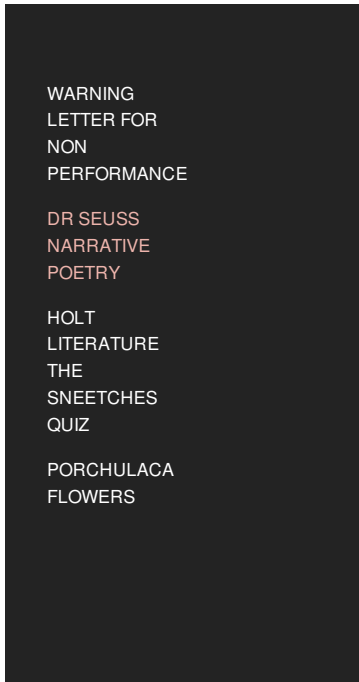 WARNING
LETTER FOR
NON
PERFORMANCE
DR SEUSS
NARRATIVE
POETRY
HOLT
LITERATURE
THE
SNEETCHES
QUIZ
PORCHULACA
FLOWERS